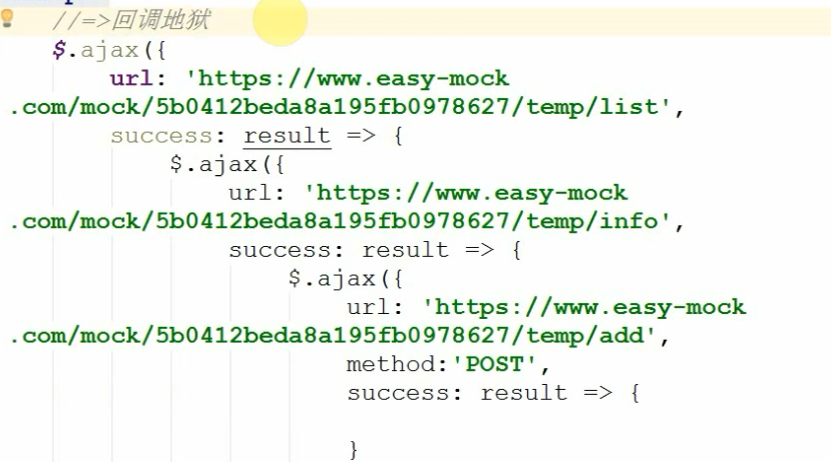 //=>回调地狱
$.ajax({
url: 'https://www.easy-mock
.com/mock/5b0412beda8a195fb0978627/temp/list',
success: result => {
$.ajax({
url: 'https://www.easy-mock
.com/mock/5b0412beda8a195fb0978627/temp/info',
success: result => {
$.ajax({
url: 'https://www.easy-mock
.com/mock/5b0412beda8a195fb0978627/temp/add',
method:'POST',
success: result => {
}